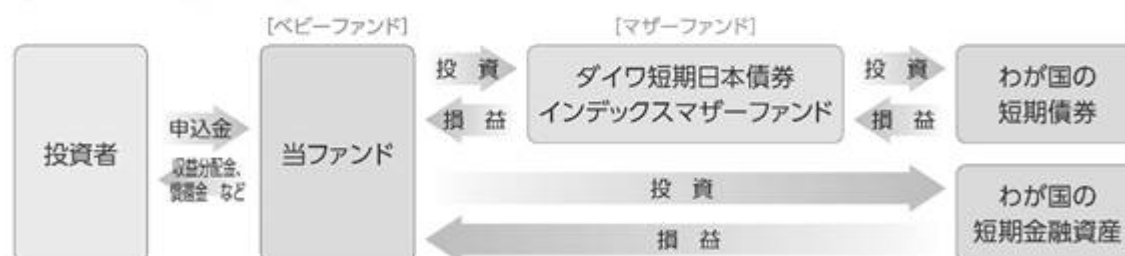 [ベビーファンド]
[マザーファンド]
投資者
申込金
収益分配金、
償還金 など
当ファンド
投 資
損 益
ダイワ短期日本債券
インデックスマザーファンド
投 資
損 益
わが国の
短期債券
投 資
損 益
わが国の
短期金融資産